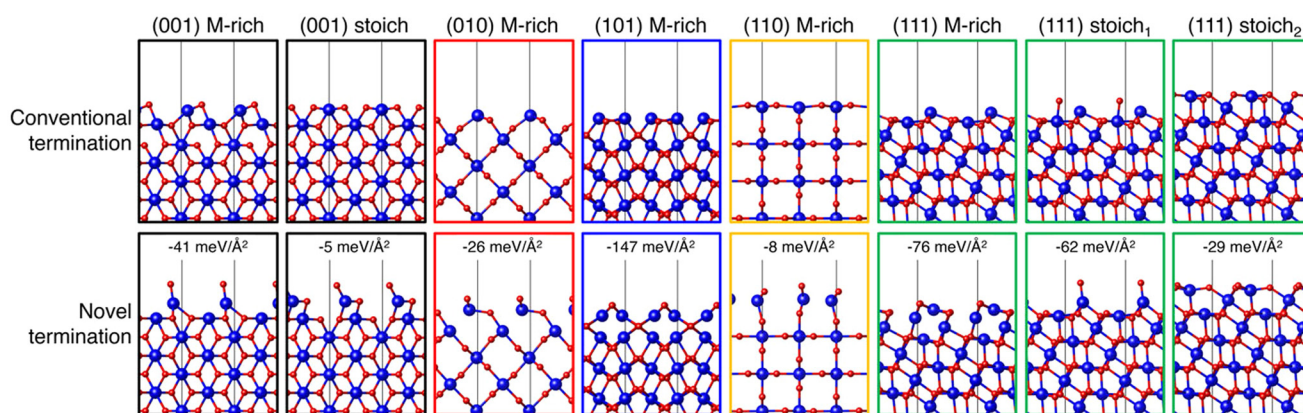 (001) M-rich (001) stoich (010) M-rich (101) M-rich (110) M-rich (111) M-rich (111) stoich₁ (111) stoich₂
Conventional
termination
-41 meV/Å² -5 meV/Å² -26 meV/Å² -147 meV/Å² -8 meV/Å² -76 meV/Å² -62 meV/Å² -29 meV/Å²
Novel
termination